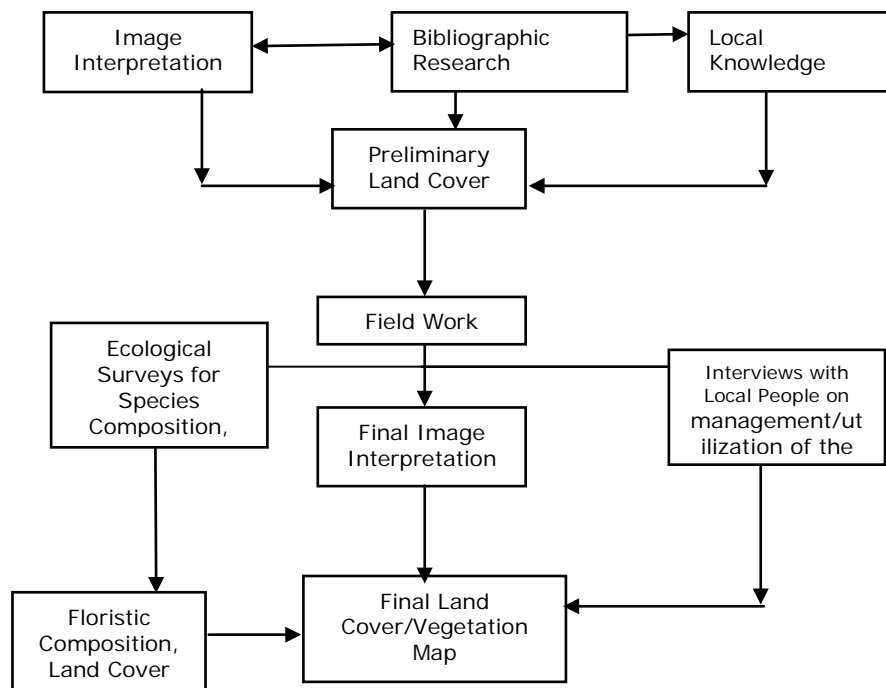 Image
Interpretation
Bibliographic
Research
Local
Knowledge
Preliminary
Land Cover
Field Work
Ecological
Surveys for
Species
Composition,
Final Image
Interpretation
Interviews with
Local People on
management/ut
ilization of the
Floristic
Composition,
Land Cover
Final Land
Cover/Vegetation
Map